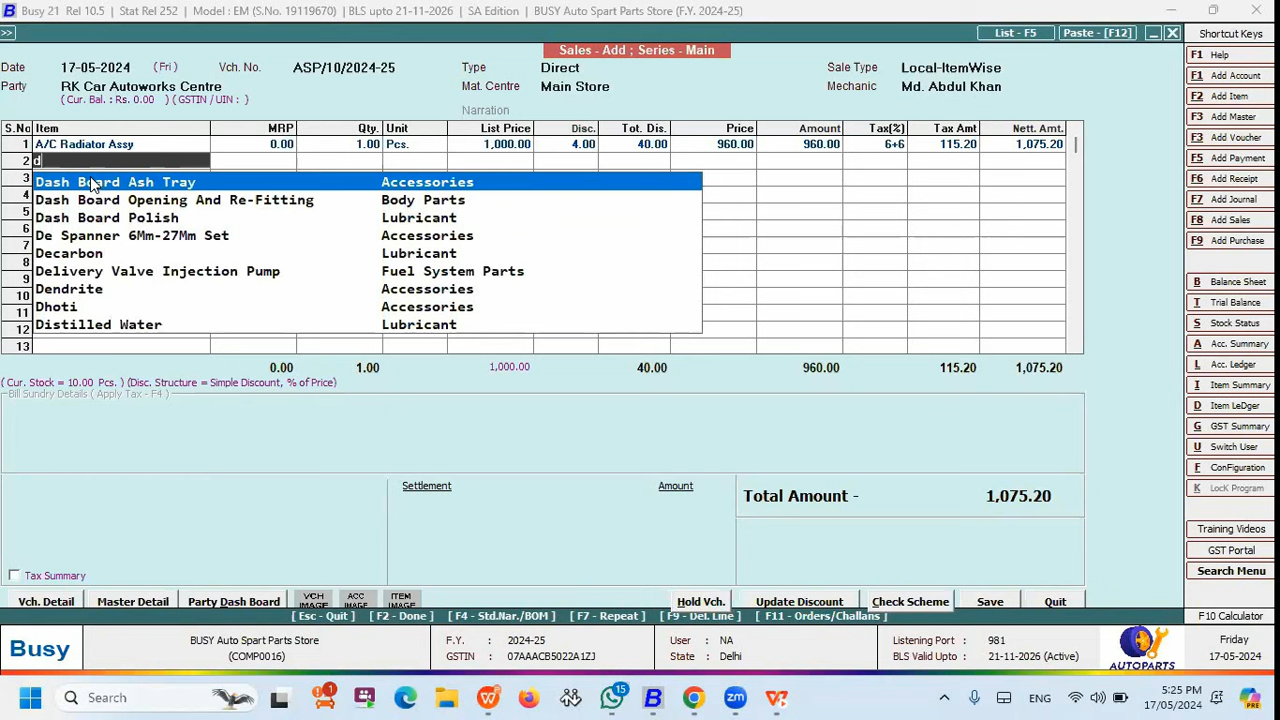 Busy 21 Rel 10.5 | Stat Rel 252 | Model : EM (S.No. 19119670) | BLS upto 21-11-2026 | SA Edition | BUSY Auto Spart Parts Store (F.Y. 2024-25)
>> List - F5 Paste - [F12]
Sales - Add ; Series - Main
Date 17-05-2024 (Fri) Vch. No. ASP/10/2024-25 Type Direct Sale Type Local-ItemWise
Party RK Car Autoworks Centre Mat. Centre Main Store Mechanic Md. Abdul Khan
( Cur. Bal. : Rs. 0.00 ) ( GSTIN / UIN : )
Narration
S.No Item MRP Qty. Unit List Price Disc. Tot. Dis. Price Amount Tax(%) Tax Amt Nett. Amt.
1 A/C Radiator Assy 0.00 1.00 Pcs. 1,000.00 4.00 40.00 960.00 960.00 6+6 115.20 1,075.20
2 d
3 Dash Board Ash Tray Accessories
4 Dash Board Opening And Re-Fitting Body Parts
5 Dash Board Polish Lubricant
6 De Spanner 6Mm-27Mm Set Accessories
7 Decarbon Lubricant
8 Delivery Valve Injection Pump Fuel System Parts
9
10 Dendrite Accessories
11 Dhoti Accessories
12 Distilled Water Lubricant
13
0.00 1.00 1,000.00 40.00 960.00 115.20 1,075.20
( Cur. Stock = 10.00 Pcs. ) ( Disc. Structure = Simple Discount, % of Price )
Bill Sundry Details ( Apply Tax - F4 )
Settlement Amount
Total Amount - 1,075.20
Tax Summary
Vch. Detail Master Detail Party Dash Board VCH IMAGE ACC IMAGE ITEM IMAGE Hold Vch. Update Discount Check Scheme Save Quit
[ Esc - Quit ] [ F2 - Done ] [ F4 - Std.Nar./BOM ] [ F7 - Repeat ] [ F9 - Del. Line ] [ F11 - Orders/Challans ]
Shortcut Keys
F1 Help
F1 Add Account
F2 Add Item
F3 Add Master
F3 Add Voucher
F5 Add Payment
F6 Add Receipt
F7 Add Journal
F8 Add Sales
F9 Add Purchase
B Balance Sheet
T Trial Balance
S Stock Status
A Acc. Summary
L Acc. Ledger
I Item Summary
D Item LeDger
G GST Summary
U Switch User
F ConFiguration
K LocK Program
Training Videos
GST Portal
Search Menu
F10 Calculator
Busy BUSY Auto Spart Parts Store F.Y. : 2024-25 User : NA Listening Port : 981 Friday
(COMP0016) GSTIN : 07AAACB5022A1ZJ State : Delhi BLS Valid Upto : 21-11-2026 (Active) AUTOPARTS 17-05-2024
Search 1 15 ENG 5:25 PM
17/05/2024 PRE